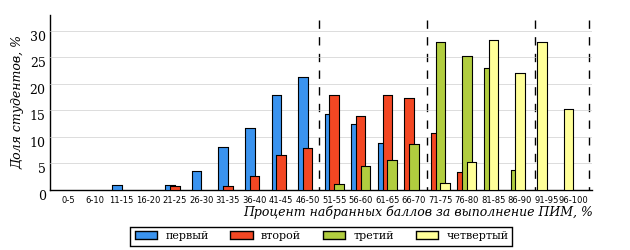 Доля студентов, %
30
25
20
15
10
5
0
0-5 6-10 11-15 16-20 21-25 26-30 31-35 36-40 41-45 46-50 51-55 56-60 61-65 66-70 71-75 76-80 81-85 86-90 91-95 96-100
Процент набранных баллов за выполнение ПИМ, %
первый второй третий четвертый